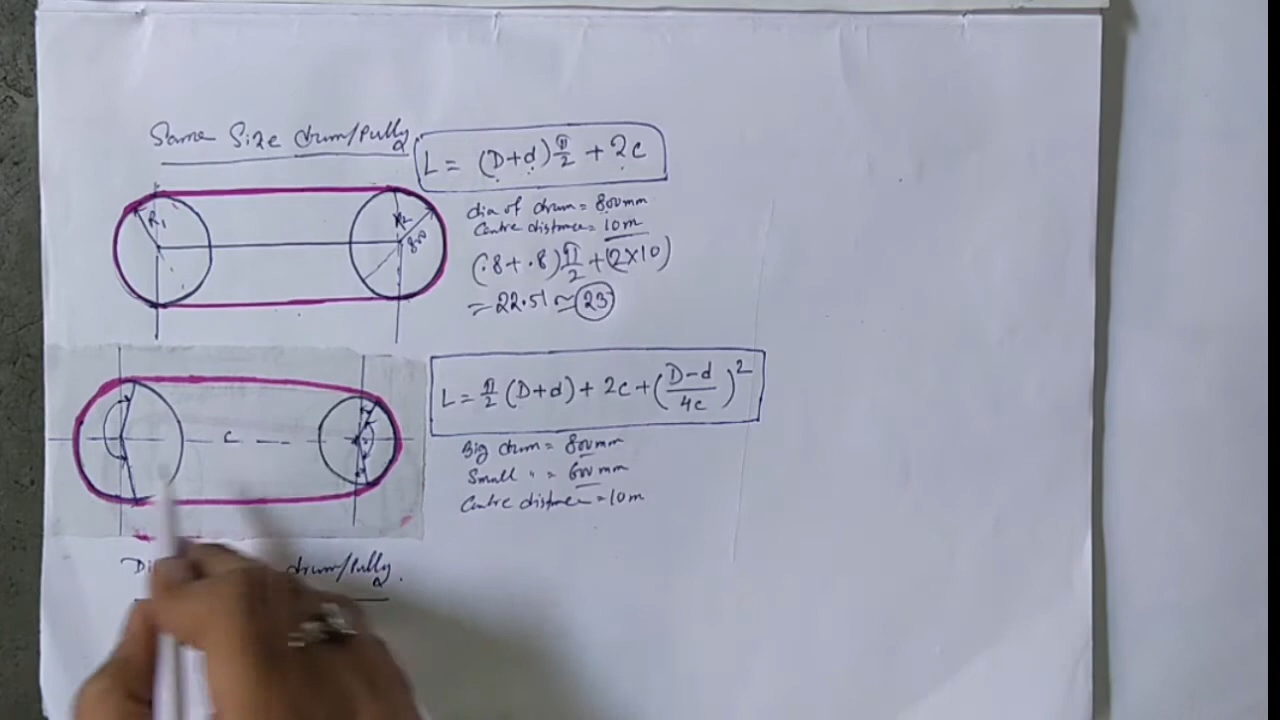 Same Size drum/Pully
L = (D+d) π/2 + 2c
R1
R2
800
dia of drum = 800mm
Centre distance = 10m
(.8+.8) π/2 + (2×10)
= 22.51 ≈ 23
L = π/2 (D+d) + 2c + (D-d/4c)^2
C
Big drum = 800mm
Small " = 600mm
Centre distance = 10m
drum/Pully.